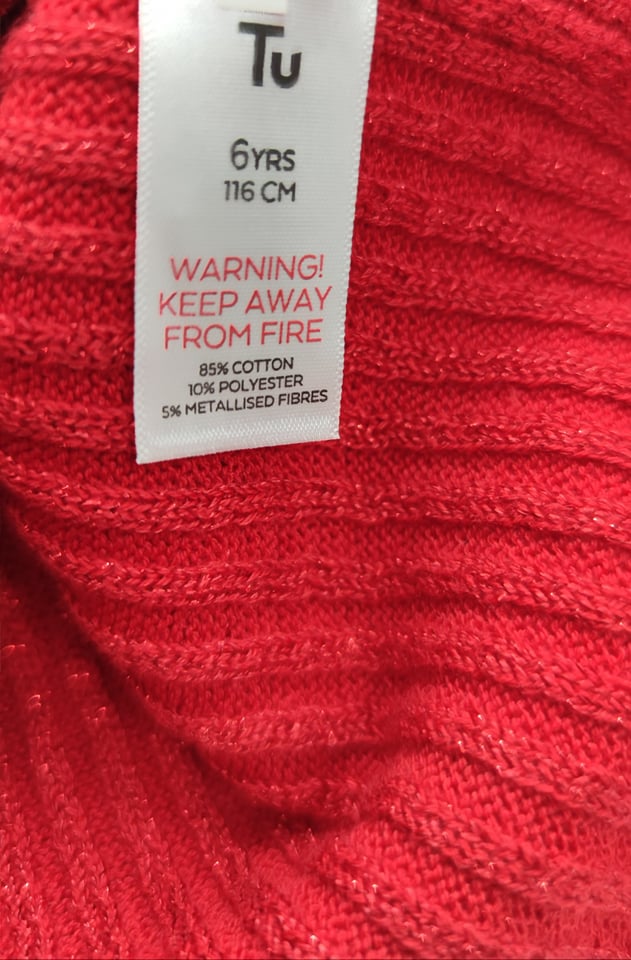 Tu
6YRS
116 CM
WARNING!
KEEP AWAY
FROM FIRE
85% COTTON
10% POLYESTER
5% METALLISED FIBRES